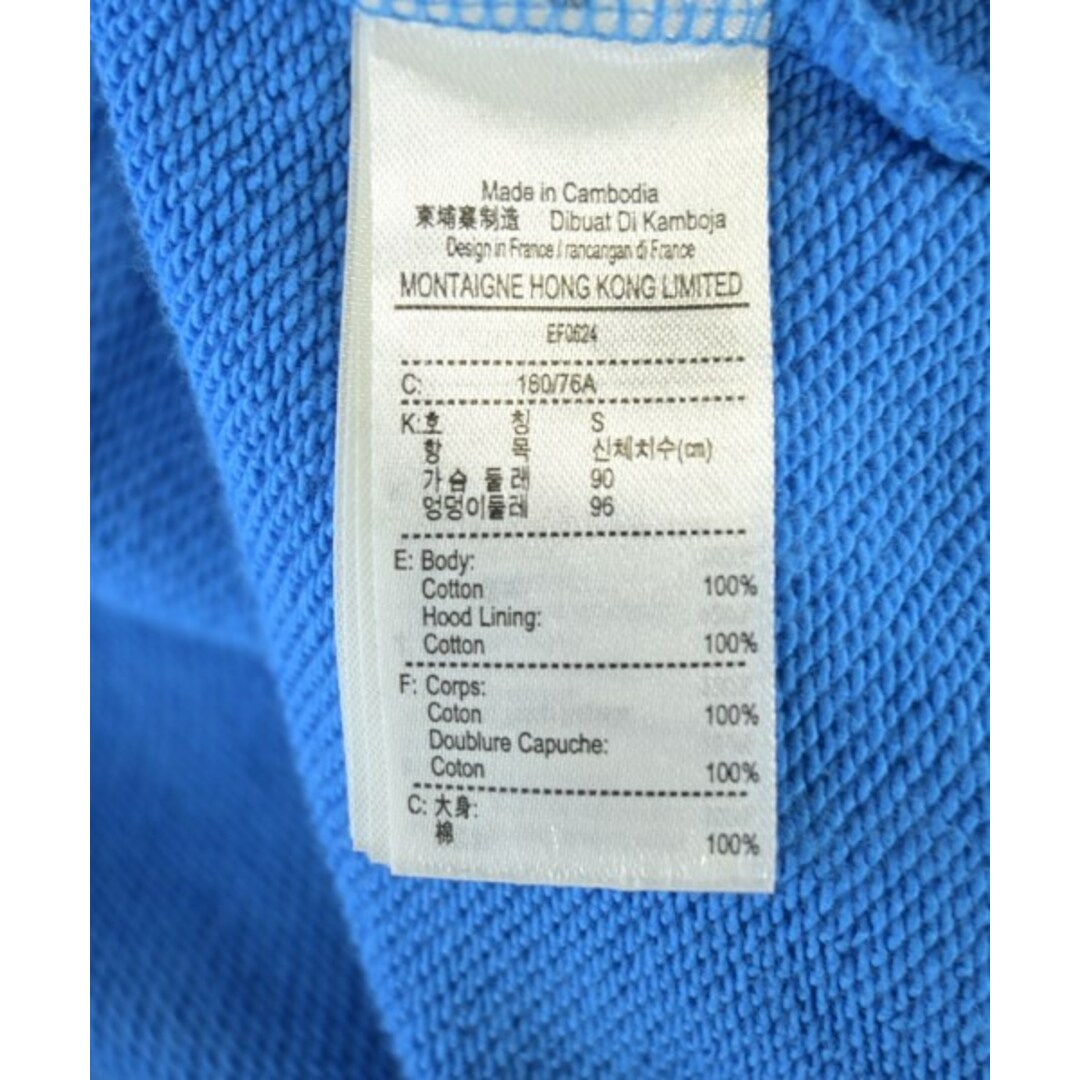 Made in Cambodia
柬埔寨制造 Dibuat Di Kamboja
Design in France / rancangan di France
MONTAIGNE HONG KONG LIMITED
EF0624
C: 160/76A
K:호 칭 S
항 목 신체치수(cm)
가슴 둘레 90
엉덩이둘레 96
E: Body:
Cotton 100%
Hood Lining:
Cotton 100%
F: Corps:
Coton 100%
Doublure Capuche:
Coton 100%
C: 大身:
棉 100%